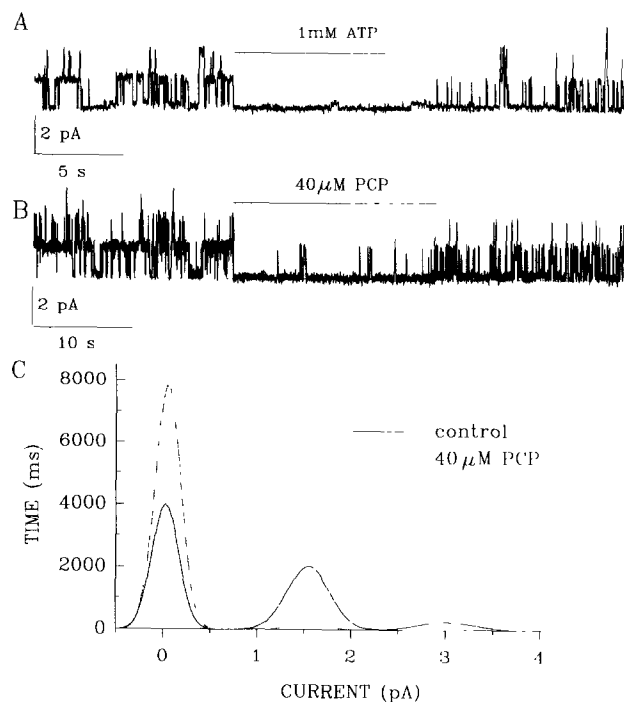 A
1mM ATP
2 pA
5 s
B
40μM PCP
2 pA
10 s
C
8000
6000
4000
2000
0
TIME (ms)
control
40μM PCP
0 1 2 3 4
CURRENT (pA)